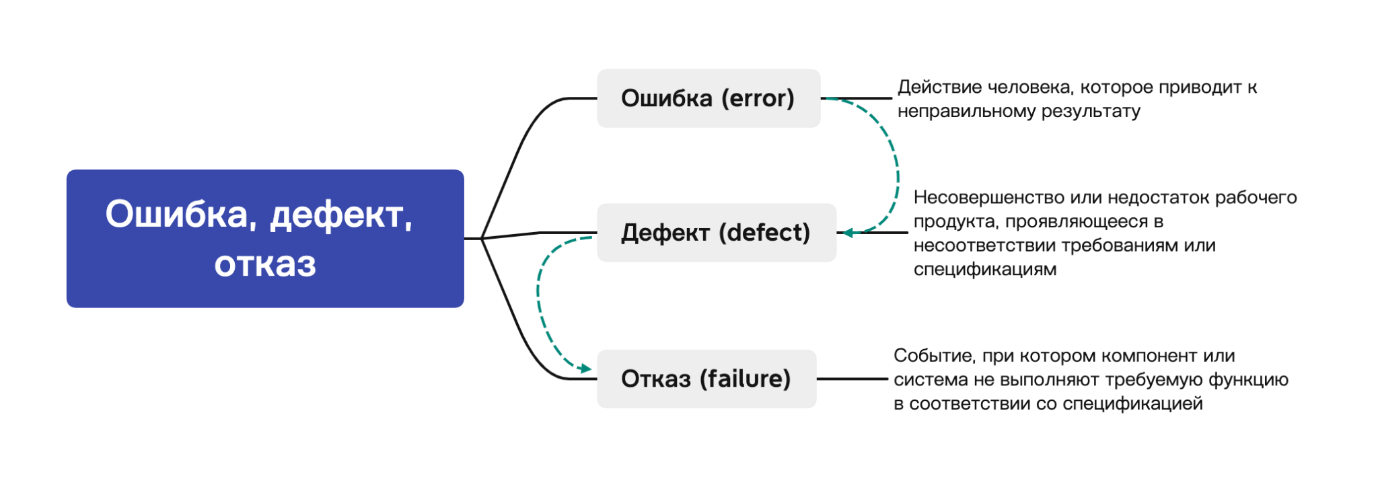 Ошибка, дефект,
отказ
Ошибка (error)
Действие человека, которое приводит к
неправильному результату
Дефект (defect)
Несовершенство или недостаток рабочего
продукта, проявляющееся в
несоответствии требованиям или
спецификациям
Отказ (failure)
Событие, при котором компонент или
система не выполняют требуемую функцию
в соответствии со спецификацией